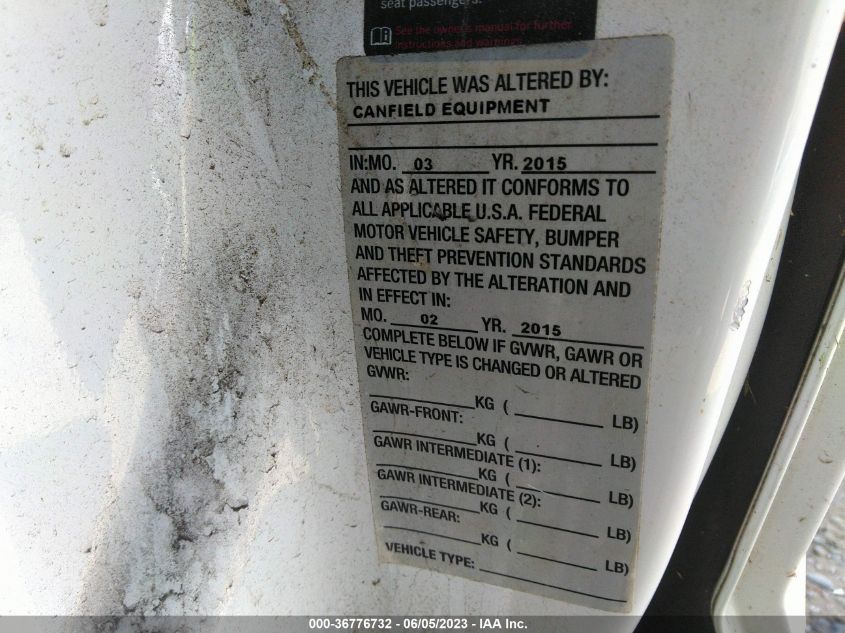 seat passengers.
See the owner's manual for further
instructions and warnings.
THIS VEHICLE WAS ALTERED BY:
CANFIELD EQUIPMENT
IN:MO. 03 YR. 2015
AND AS ALTERED IT CONFORMS TO
ALL APPLICABLE U.S.A. FEDERAL
MOTOR VEHICLE SAFETY, BUMPER
AND THEFT PREVENTION STANDARDS
AFFECTED BY THE ALTERATION AND
IN EFFECT IN:
MO. 02 YR. 2015
COMPLETE BELOW IF GVWR, GAWR OR
VEHICLE TYPE IS CHANGED OR ALTERED
GVWR:
KG ( LB)
GAWR-FRONT:
KG ( LB)
GAWR INTERMEDIATE (1):
KG ( LB)
GAWR INTERMEDIATE (2):
KG ( LB)
GAWR-REAR:
KG ( LB)
VEHICLE TYPE:
000-36776732 - 06/05/2023 - IAA Inc.